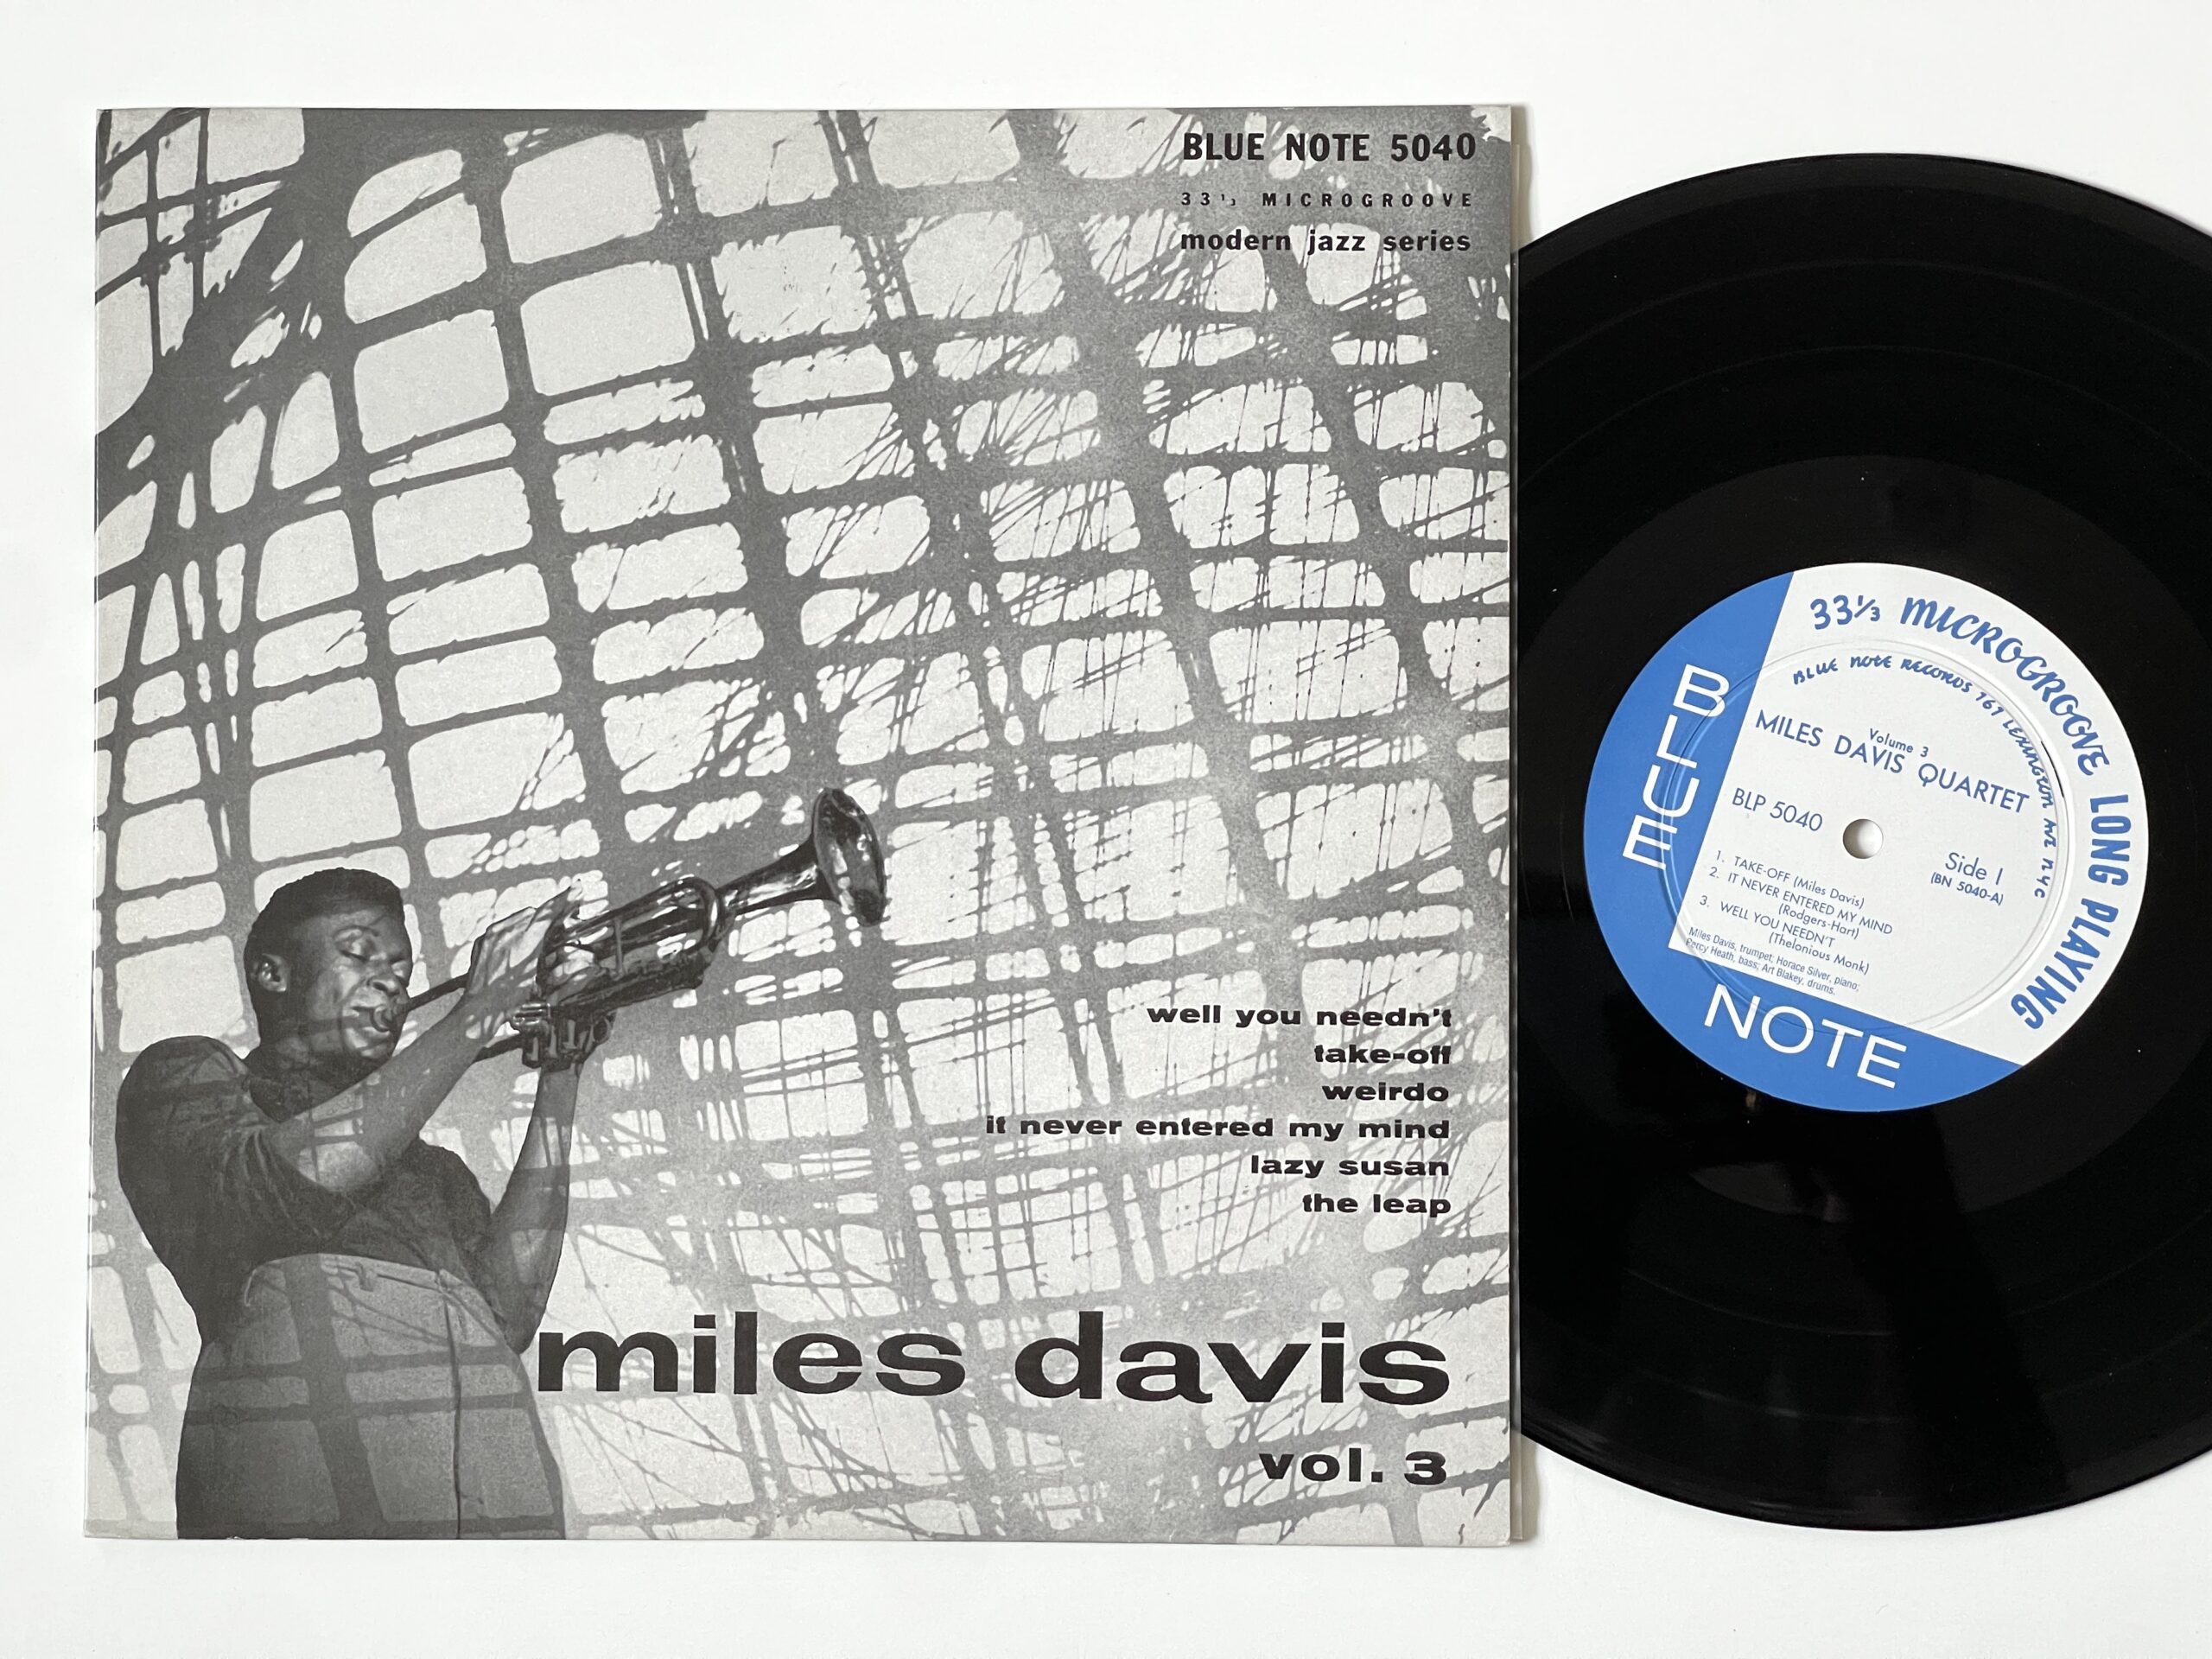 BLUE NOTE 5040
33⅓ MICROGROOVE
modern jazz series
well you needn't
take-off
weirdo
it never entered my mind
lazy susan
the leap
miles davis
vol. 3
33⅓ MICROGROOVE LONG PLAYING
BLUE NOTE RECORDS 767 LEXINGTON AVE NYC
BLUE
NOTE
Volume 3
MILES DAVIS QUARTET
BLP 5040
Side 1
(BN 5040-A)
1. TAKE-OFF (Miles Davis)
2. IT NEVER ENTERED MY MIND
(Rodgers-Hart)
3. WELL YOU NEEDN'T
(Thelonious Monk)
Miles Davis, trumpet; Horace Silver, piano;
Percy Heath, bass; Art Blakey, drums.